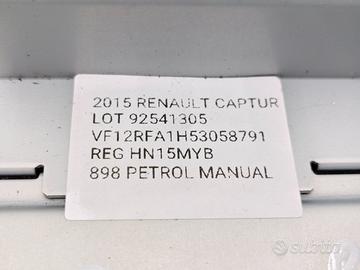 2015 RENAULT CAPTUR
LOT 92541305
VF12RFA1H53058791
REG HN15MYB
898 PETROL MANUAL
subito